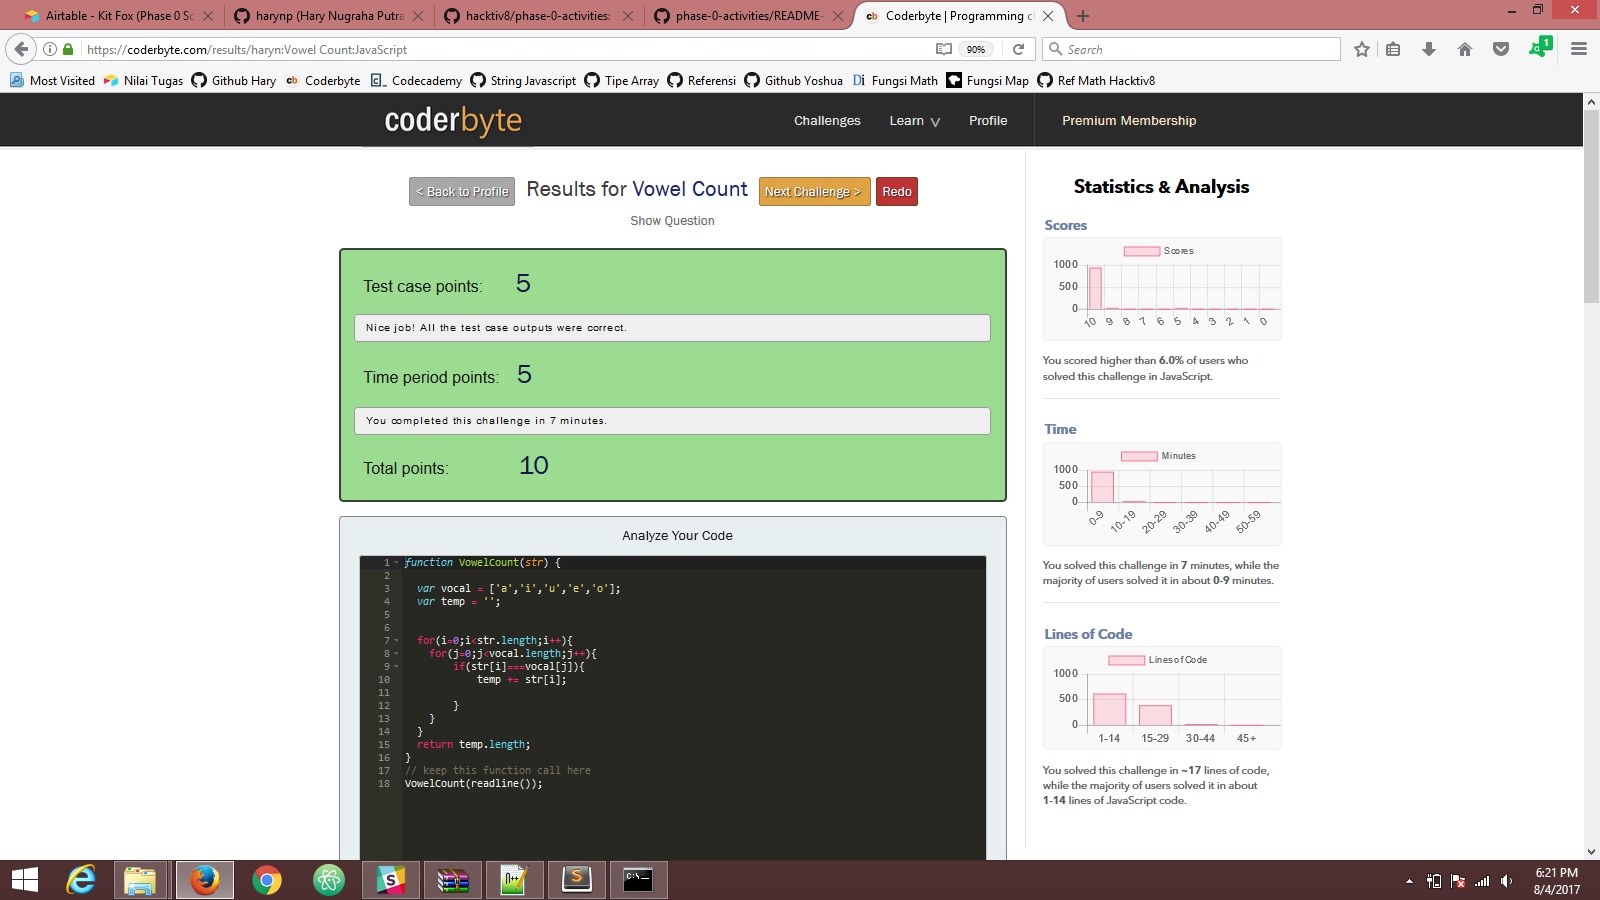 Airtable - Kit Fox (Phase 0 Sc
harynp (Hary Nugraha Putra
hacktiv8/phase-0-activities:
phase-0-activities/README-
Coderbyte | Programming c
https://coderbyte.com/results/haryn:Vowel Count:JavaScript
90%
Search
1
Most Visited
Nilai Tugas
Github Hary
Coderbyte
Codecademy
String Javascript
Tipe Array
Referensi
Github Yoshua
Fungsi Math
Fungsi Map
Ref Math Hacktiv8
coderbyte
Challenges
Learn
Profile
Premium Membership
< Back to Profile
Results for Vowel Count
Next Challenge >
Redo
Show Question
Test case points: 5
Nice job! All the test case outputs were correct.
Time period points: 5
You completed this challenge in 7 minutes.
Total points: 10
Analyze Your Code
1 function VowelCount(str) {
2
3 var vocal = ['a','i','u','e','o'];
4 var temp = '';
5
6
7 for(i=0;i<str.length;i++){
8 for(j=0;j<vocal.length;j++){
9 if(str[i]===vocal[j]){
10 temp += str[i];
11
12 }
13 }
14 }
15 return temp.length;
16 }
17 // keep this function call here
18 VowelCount(readline());
Statistics & Analysis
Scores
Scores
1000
500
0
10 9 8 7 6 5 4 3 2 1 0
You scored higher than 6.0% of users who
solved this challenge in JavaScript.
Time
Minutes
1000
500
0
0-9 10-19 20-29 30-39 40-49 50-59
You solved this challenge in 7 minutes, while the
majority of users solved it in about 0-9 minutes.
Lines of Code
Lines of Code
1000
500
0
1-14 15-29 30-44 45+
You solved this challenge in ~17 lines of code,
while the majority of users solved it in about
1-14 lines of JavaScript code.
6:21 PM
8/4/2017